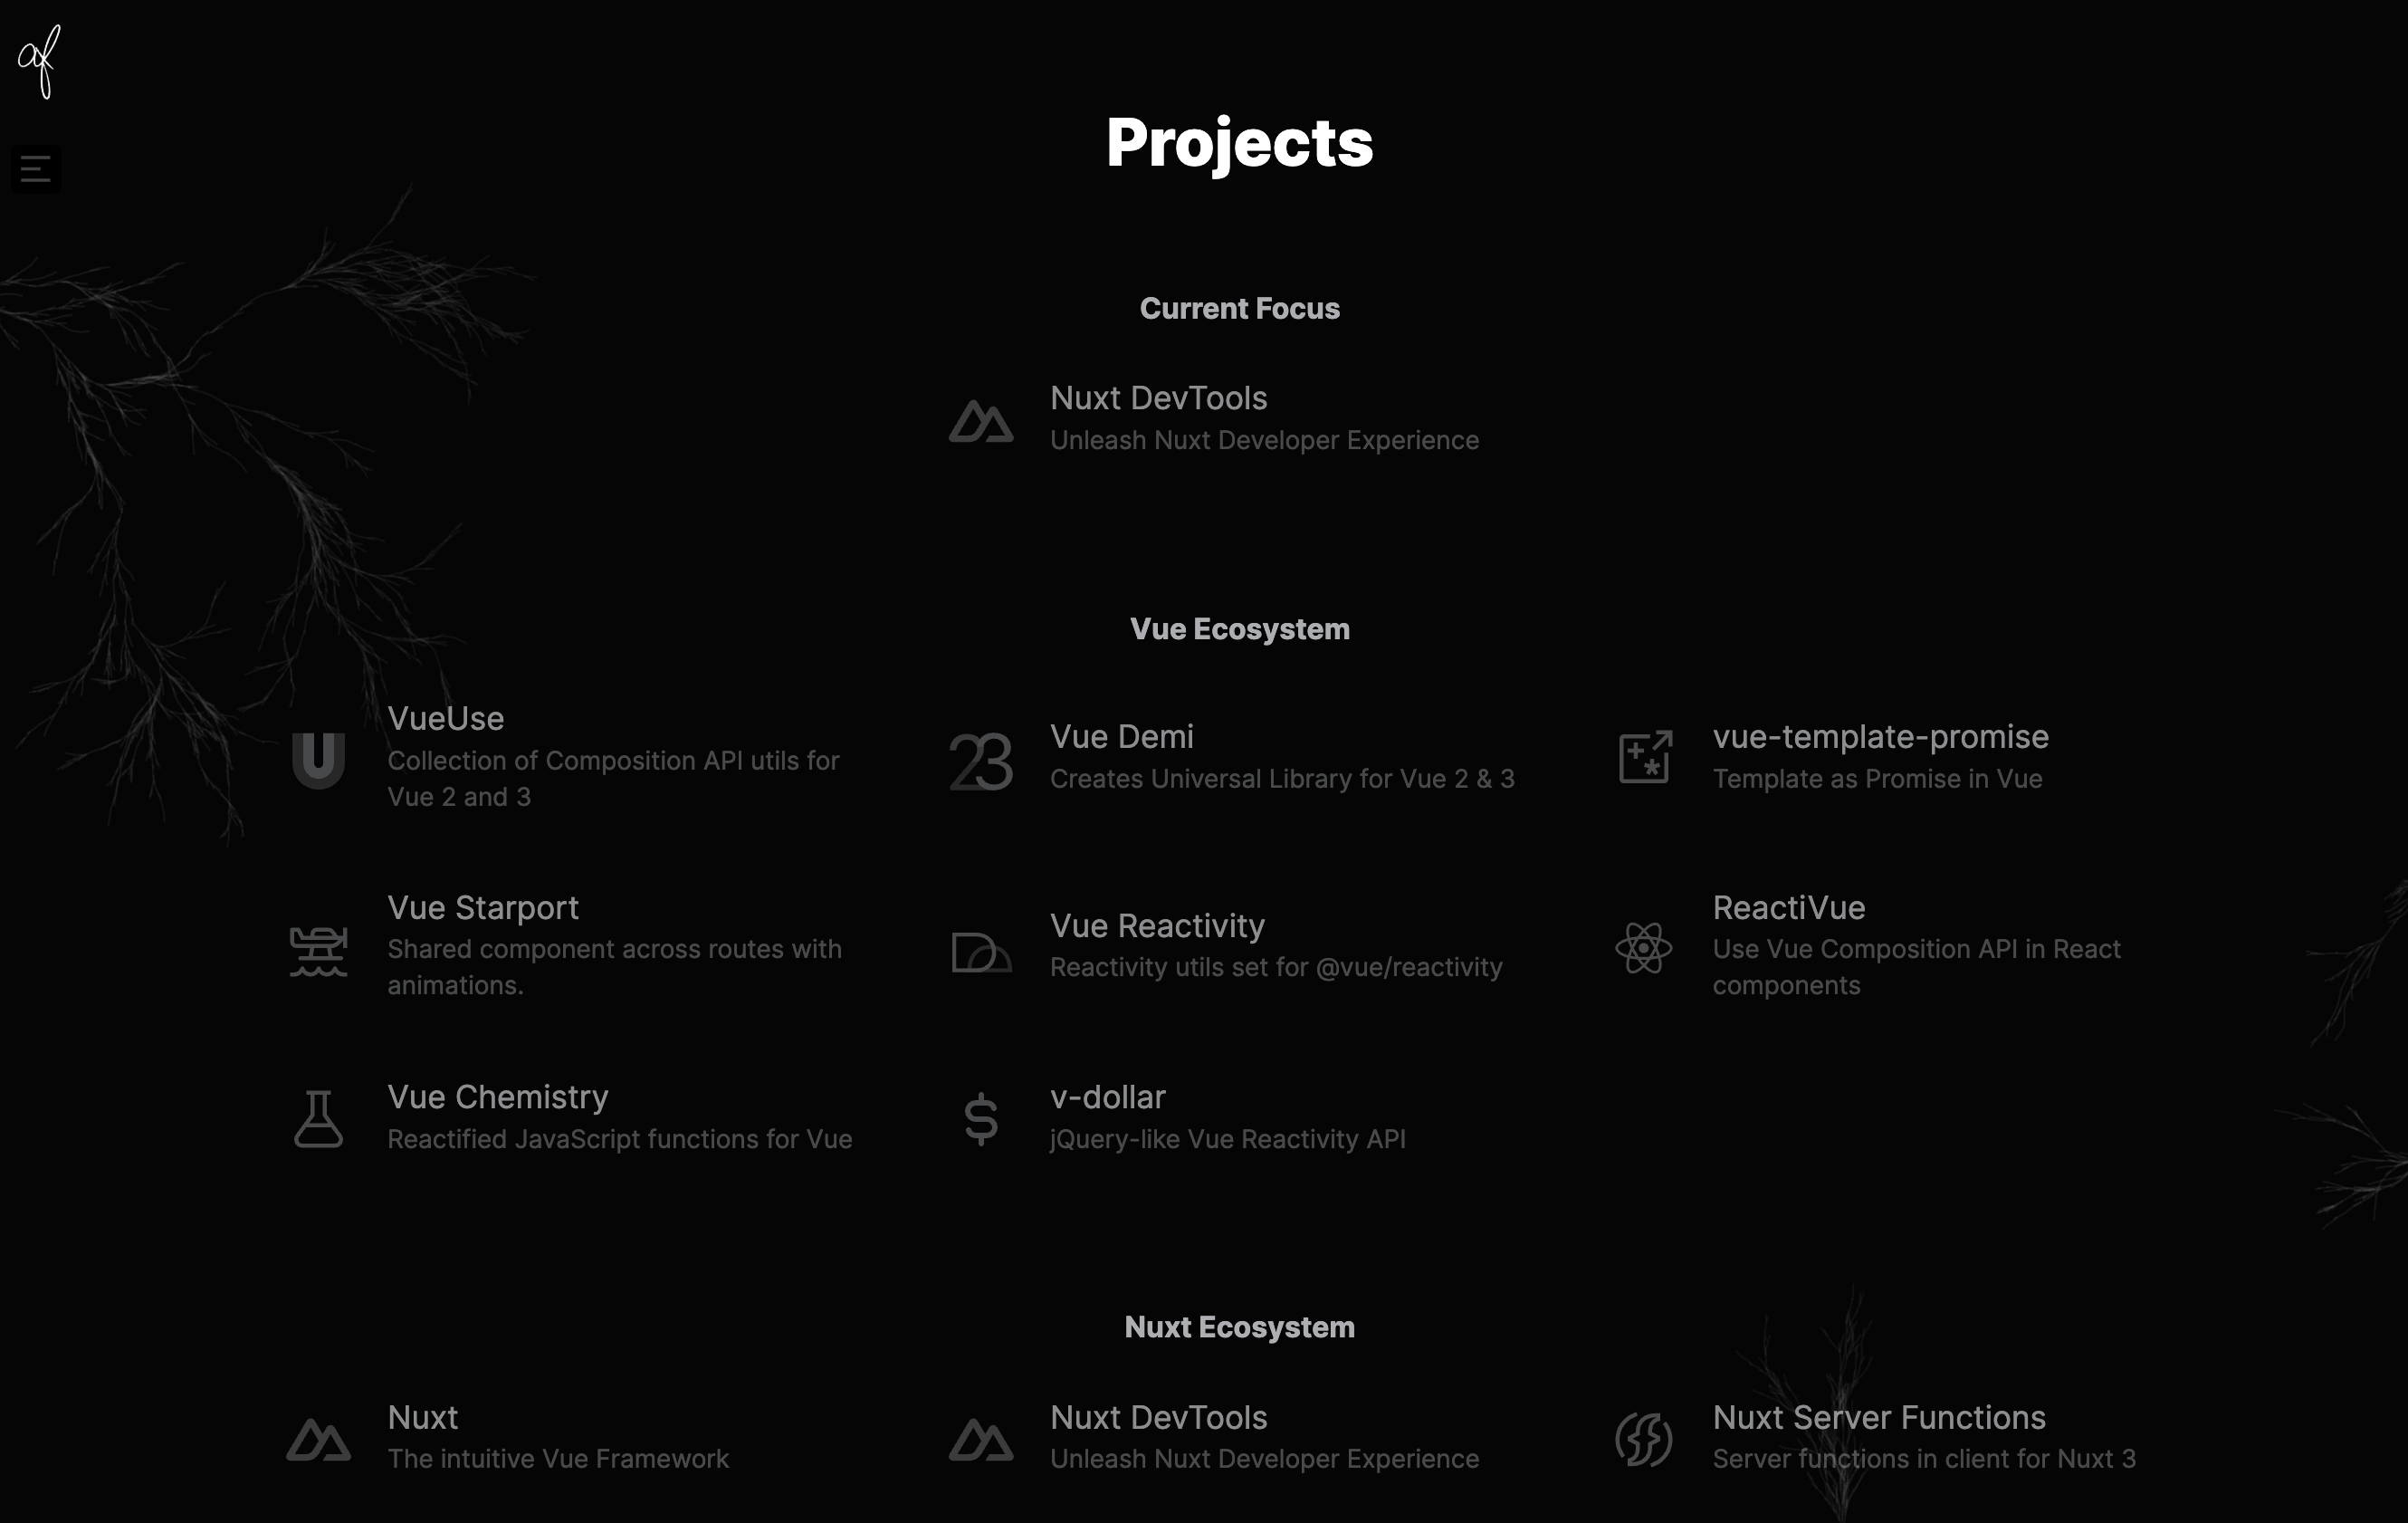 af
Projects
Current Focus
Nuxt DevTools
Unleash Nuxt Developer Experience
Vue Ecosystem
VueUse
Collection of Composition API utils for
Vue 2 and 3
Vue Demi
Creates Universal Library for Vue 2 & 3
23
vue-template-promise
Template as Promise in Vue
Vue Starport
Shared component across routes with
animations.
Vue Reactivity
Reactivity utils set for @vue/reactivity
ReactiVue
Use Vue Composition API in React
components
Vue Chemistry
Reactified JavaScript functions for Vue
$
v-dollar
jQuery-like Vue Reactivity API
Nuxt Ecosystem
Nuxt
The intuitive Vue Framework
Nuxt DevTools
Unleash Nuxt Developer Experience
Nuxt Server Functions
Server functions in client for Nuxt 3